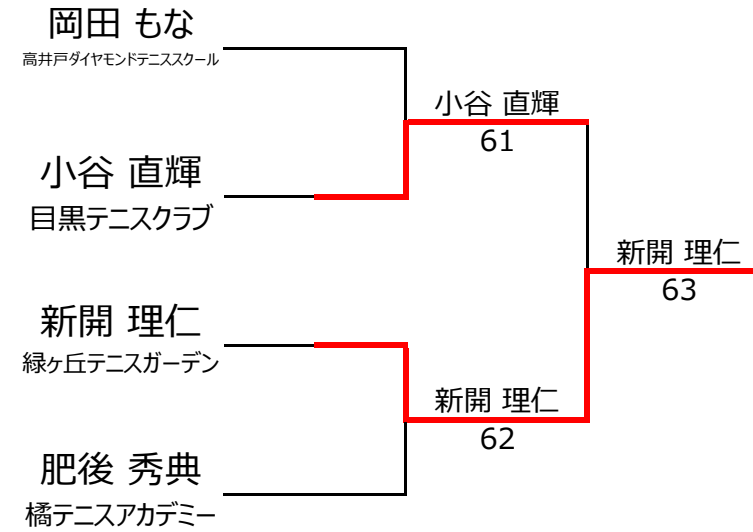 岡田 もな
高井戸ダイヤモンドテニススクール
小谷 直輝
61
小谷 直輝
目黒テニスクラブ
新開 理仁
63
新開 理仁
緑ヶ丘テニスガーデン
新開 理仁
62
肥後 秀典
橘テニスアカデミー